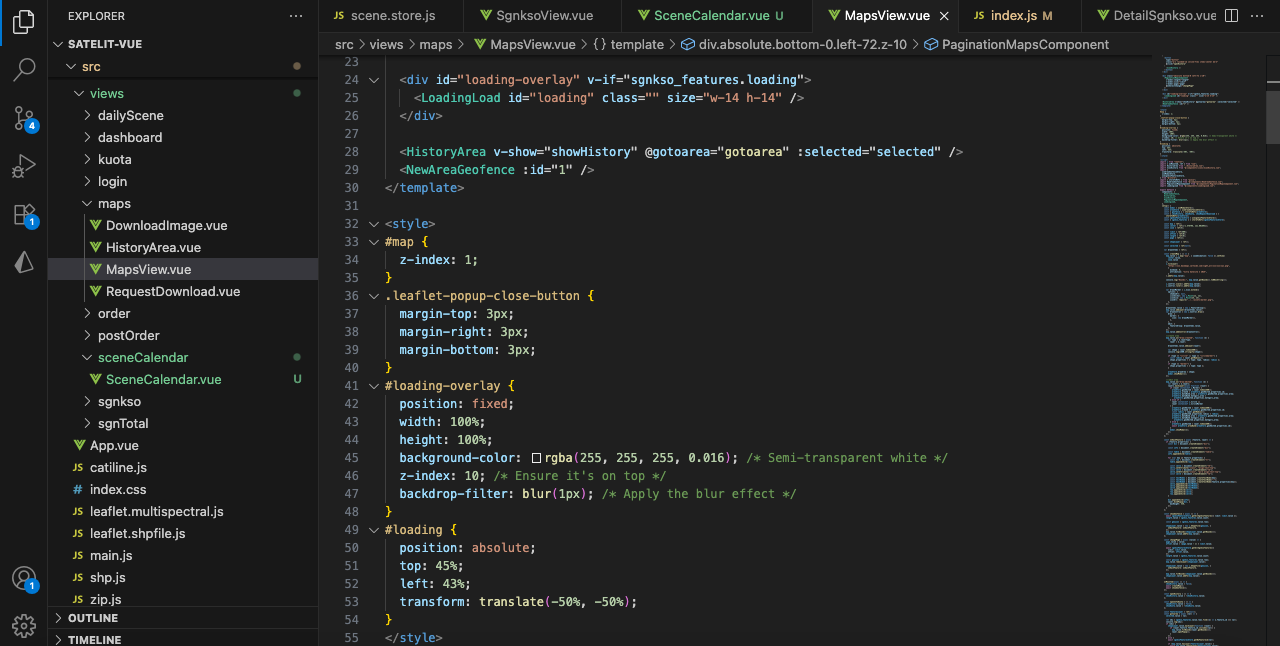 EXPLORER
SATELIT-VUE
src
views
dailyScene
dashboard
kuota
login
maps
DownloadImage.vue
HistoryArea.vue
MapsView.vue
RequestDownload.vue
order
postOrder
sceneCalendar
SceneCalendar.vue U
sgnkso
sgnTotal
App.vue
JS catiline.js
# index.css
JS leaflet.multispectral.js
JS leaflet.shpfile.js
JS main.js
JS shp.js
JS zip.js
OUTLINE
TIMELINE
4
1
1
JS scene.store.js SgnksoView.vue SceneCalendar.vue U MapsView.vue JS index.js M DetailSgnkso.vue
src > views > maps > MapsView.vue > {} template > div.absolute.bottom-0.left-72.z-10 > PaginationMapsComponent
23
24 <div id="loading-overlay" v-if="sgnkso_features.loading">
25 <LoadingLoad id="loading" class="" size="w-14 h-14" />
26 </div>
27
28 <HistoryArea v-show="showHistory" @gotoarea="gotoarea" :selected="selected" />
29 <NewAreaGeofence :id="1" />
30 </template>
31
32 <style>
33 #map {
34 z-index: 1;
35 }
36 .leaflet-popup-close-button {
37 margin-top: 3px;
38 margin-right: 3px;
39 margin-bottom: 3px;
40 }
41 #loading-overlay {
42 position: fixed;
43 width: 100%;
44 height: 100%;
45 background-color: rgba(255, 255, 255, 0.016); /* Semi-transparent white */
46 z-index: 10; /* Ensure it's on top */
47 backdrop-filter: blur(1px); /* Apply the blur effect */
48 }
49 #loading {
50 position: absolute;
51 top: 45%;
52 left: 43%;
53 transform: translate(-50%, -50%);
54 }
55 </style>